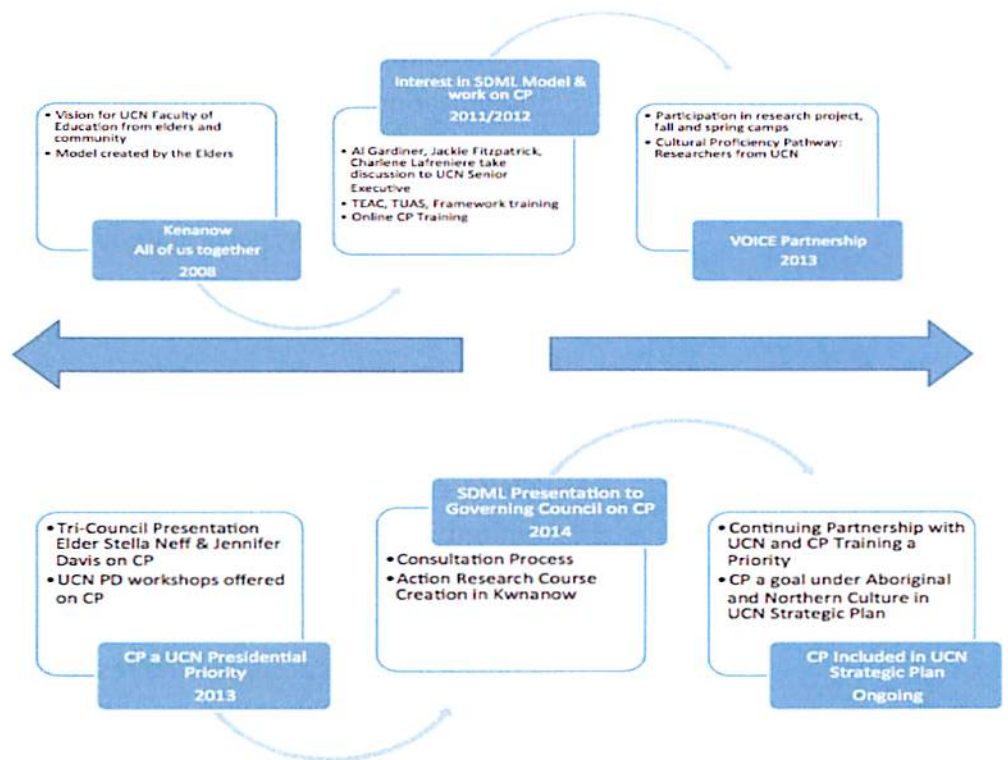 • Vision for UCN Faculty of
Education from elders and
community
• Model created by the Elders
Kenanow
All of us together
2008
Interest in SDML Model &
work on CP
2011/2012
• Al Gardiner, Jackie Fitzpatrick,
Charlene Lafreniere take
discussion to UCN Senior
Executive
• TEAC, TUAS, Framework training
• Online CP Training
• Participation in research project,
fall and spring camps
• Cultural Proficiency Pathway:
Researchers from UCN
VOICE Partnership
2013
• Tri-Council Presentation
Elder Stella Neff & Jennifer
Davis on CP
• UCN PD workshops offered
on CP
CP a UCN Presidential
Priority
2013
SDML Presentation to
Governing Council on CP
2014
• Consultation Process
• Action Research Course
Creation in Kwnanow
• Continuing Partnership with
UCN and CP Training a
Priority
• CP a goal under Aboriginal
and Northern Culture in
UCN Strategic Plan
CP Included in UCN
Strategic Plan
Ongoing